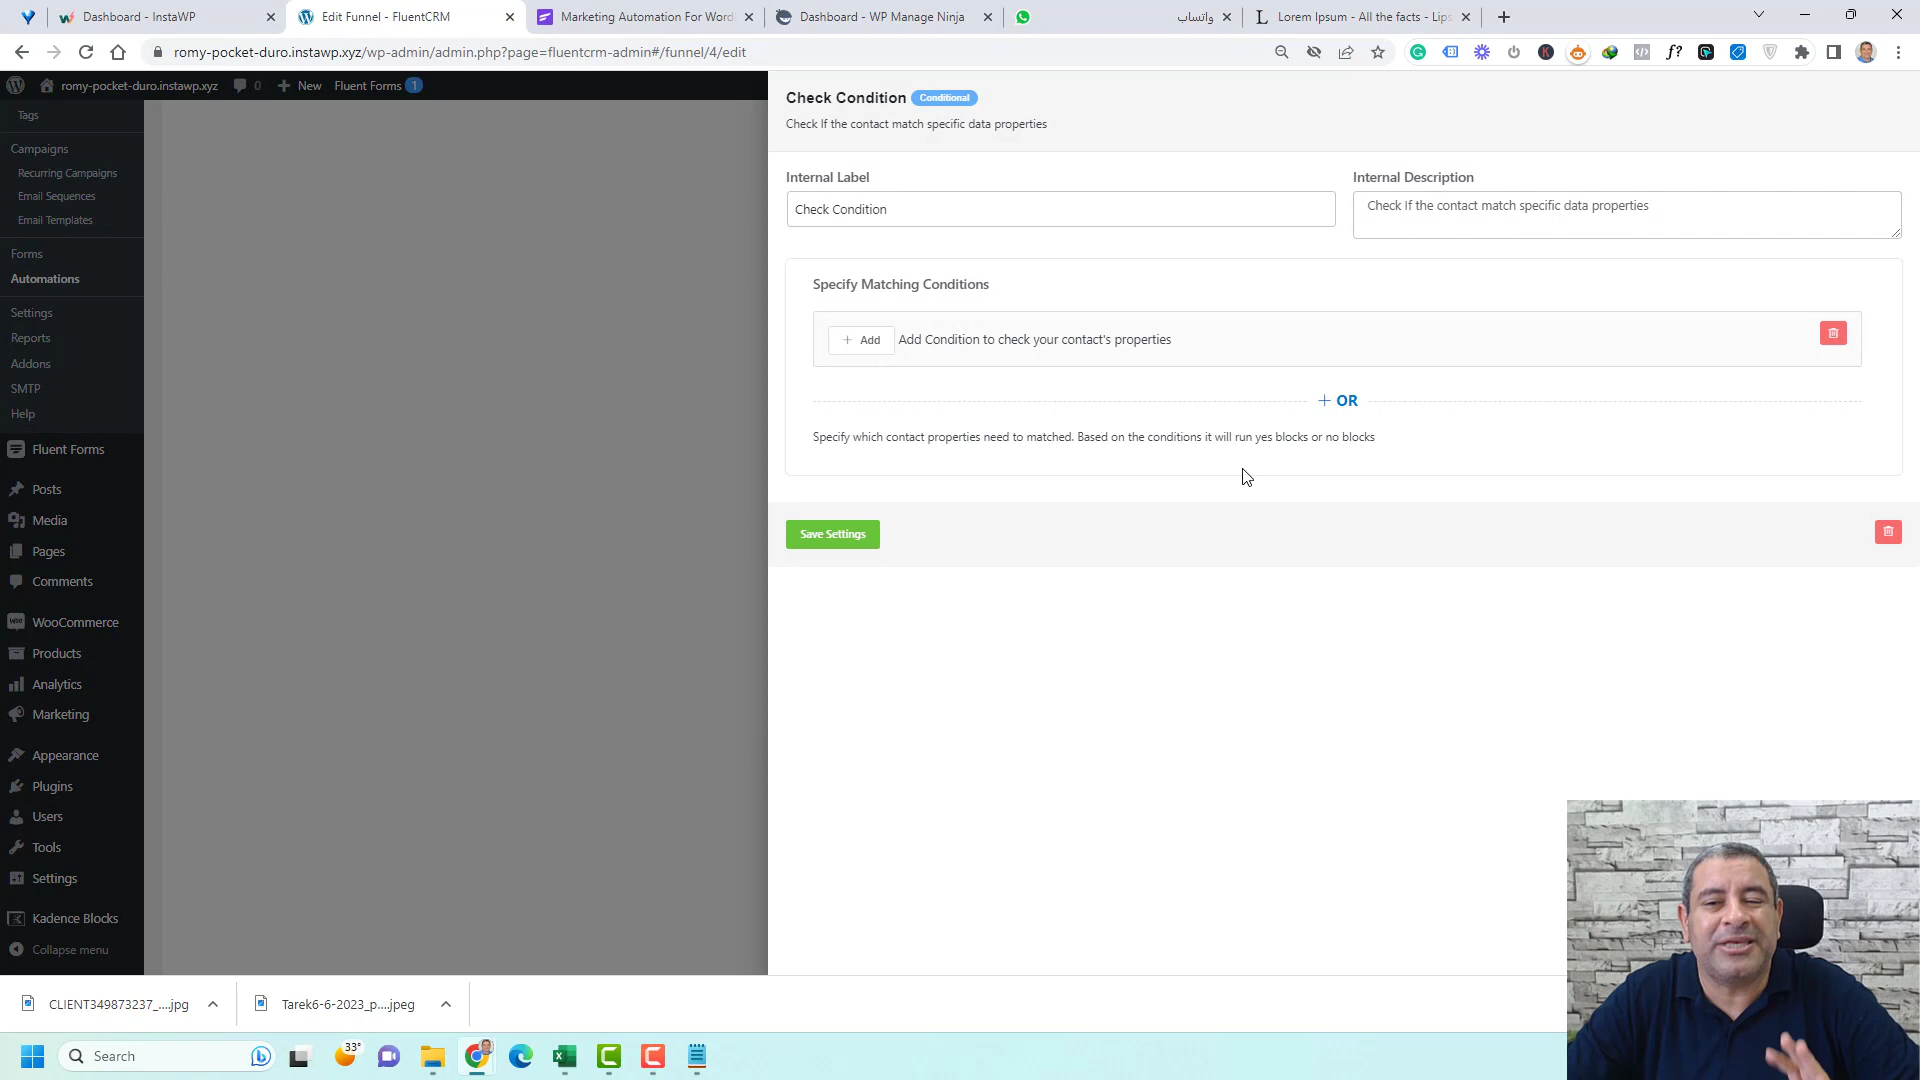 Dashboard - InstaWP
Edit Funnel - FluentCRM
Marketing Automation For Word
Dashboard - WP Manage Ninja
واتساب
Lorem Ipsum - All the facts - Lips
romy-pocket-duro.instawp.xyz/wp-admin/admin.php?page=fluentcrm-admin#/funnel/4/edit
romy-pocket-duro.instawp.xyz
0
New
Fluent Forms 1
Tags
Campaigns
Recurring Campaigns
Email Sequences
Email Templates
Forms
Automations
Settings
Reports
Addons
SMTP
Help
Fluent Forms
Posts
Media
Pages
Comments
WooCommerce
Products
Analytics
Marketing
Appearance
Plugins
Users
Tools
Settings
Kadence Blocks
Collapse menu
Check Condition Conditional
Check If the contact match specific data properties
Internal Label
Check Condition
Internal Description
Check If the contact match specific data properties
Specify Matching Conditions
+ Add Add Condition to check your contact's properties
+ OR
Specify which contact properties need to matched. Based on the conditions it will run yes blocks or no blocks
Save Settings
CLIENT349873237_....jpg
Tarek6-6-2023_p....jpeg
Search
33°